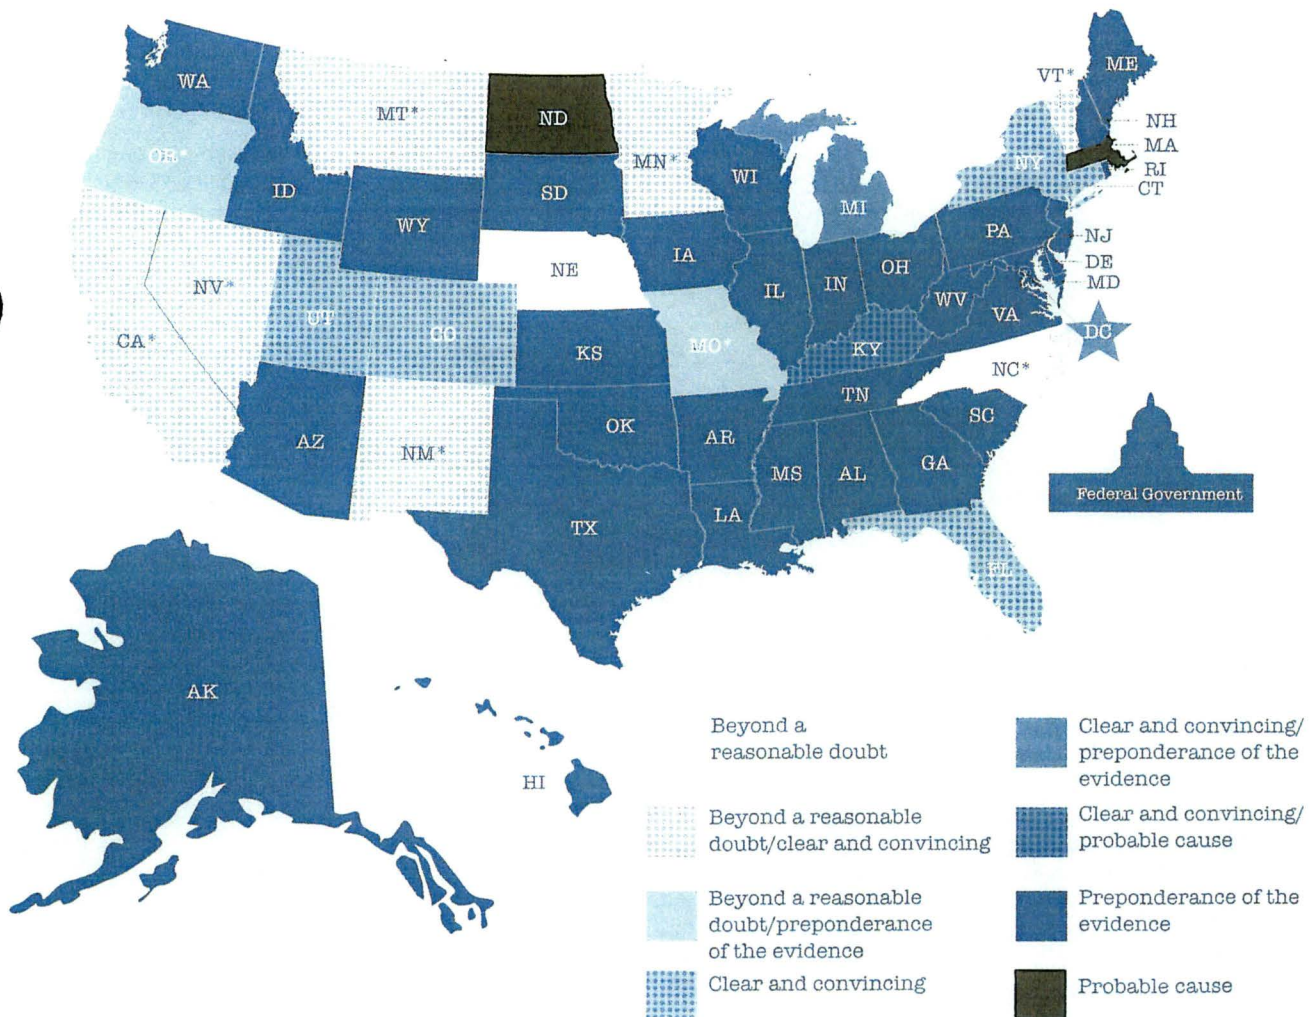 WA
MT*
ND
VT*
ME
NH
OR*
MN*
MA
NY
RI
ID
SD
WI
CT
MI
WY
IA
PA
NJ
NE
OH
DE
NV*
IL
IN
MD
WV
VA
UT
CO
DC
CA*
MO*
KS
KY
NC*
TN
AZ
OK
AR
SC
NM*
MS
AL
GA
Federal Government
LA
TX
FL
AK
HI
Beyond a
reasonable doubt
Beyond a reasonable
doubt/clear and convincing
Beyond a reasonable
doubt/preponderance
of the evidence
Clear and convincing
Clear and convincing/
preponderance of the
evidence
Clear and convincing/
probable cause
Preponderance of the
evidence
Probable cause